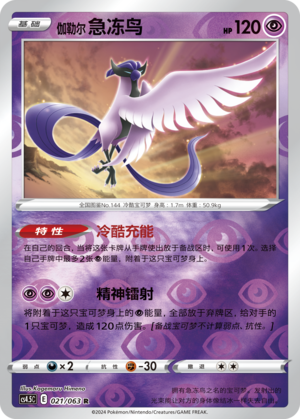 基础 伽勒尔 急冻鸟 HP 120
全国图鉴No.144 冷酷宝可梦 身高：1.7m 体重：50.9kg
特性 冷酷充能
在自己的回合，当将这张卡牌从手牌使出放于备战区时，可使用1次。选择
自己手牌中最多2张 能量，附着于这只宝可梦身上。
精神镭射
将附着于这只宝可梦身上的 能量，全部放于弃牌区，给对手的
1只宝可梦，造成120点伤害。[备战宝可梦不计算弱点、抗性。]
弱点 ×2 抗性 -30 撤退
Illus. Kagemaru Himeno
CS4.5C E 021/063 R
©2024 Pokémon/Nintendo/Creatures/GAME FREAK.